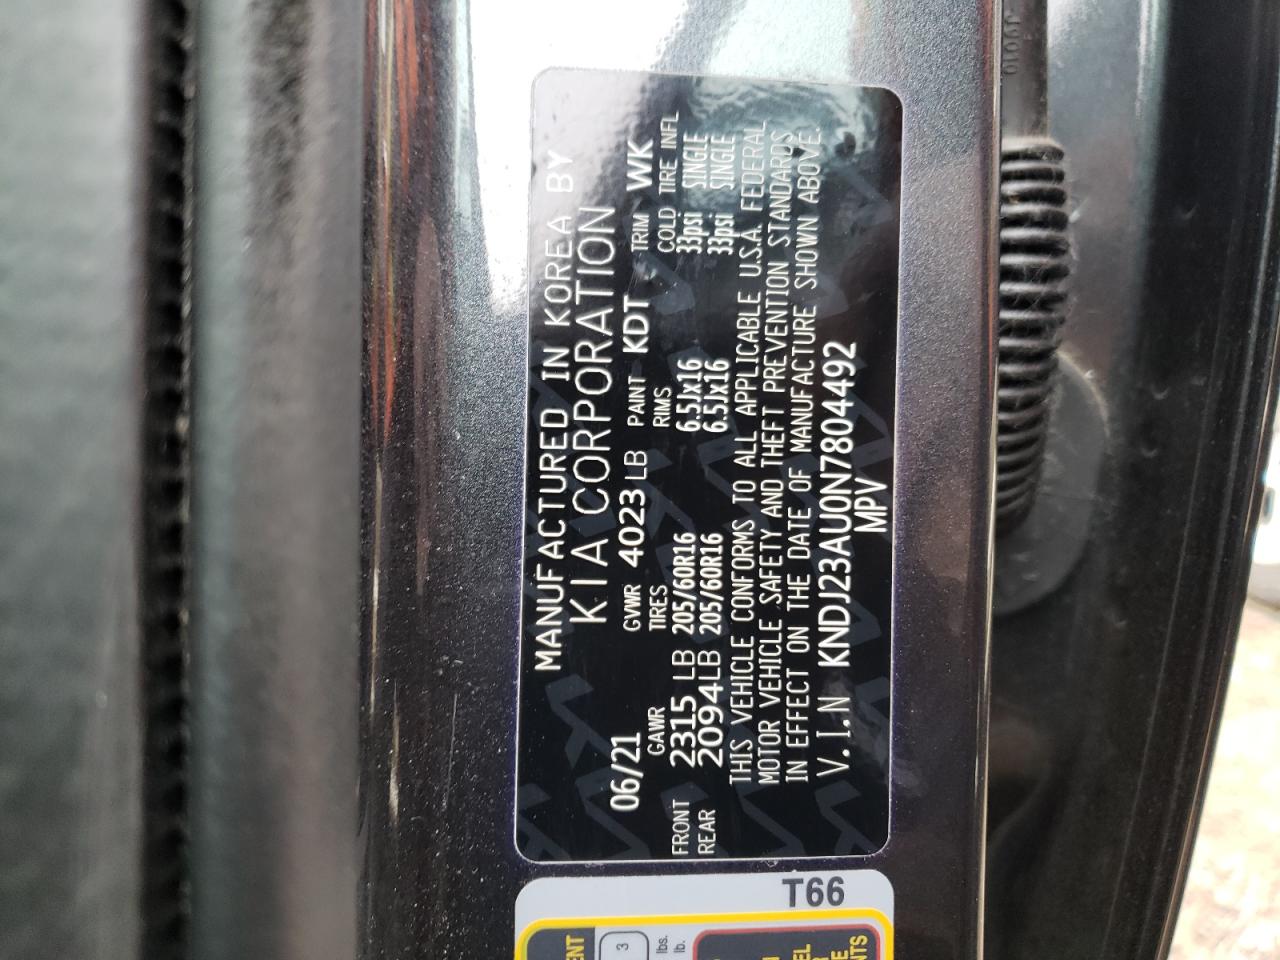 MANUFACTURED IN KOREA BY
KIA CORPORATION
06/21 GVWR 4023 LB PAINT KDT TRIM WK
GAWR TIRES RIMS COLD TIRE INFL
FRONT 2315 LB 205/60R16 6.5Jx16 33psi SINGLE
REAR 2094LB 205/60R16 6.5Jx16 33psi SINGLE
THIS VEHICLE CONFORMS TO ALL APPLICABLE U.S.A. FEDERAL
MOTOR VEHICLE SAFETY AND THEFT PREVENTION STANDARDS
IN EFFECT ON THE DATE OF MANUFACTURE SHOWN ABOVE.
V.I.N KNDJ23AU0N7804492
MPV
T66
3
lbs.
lb.